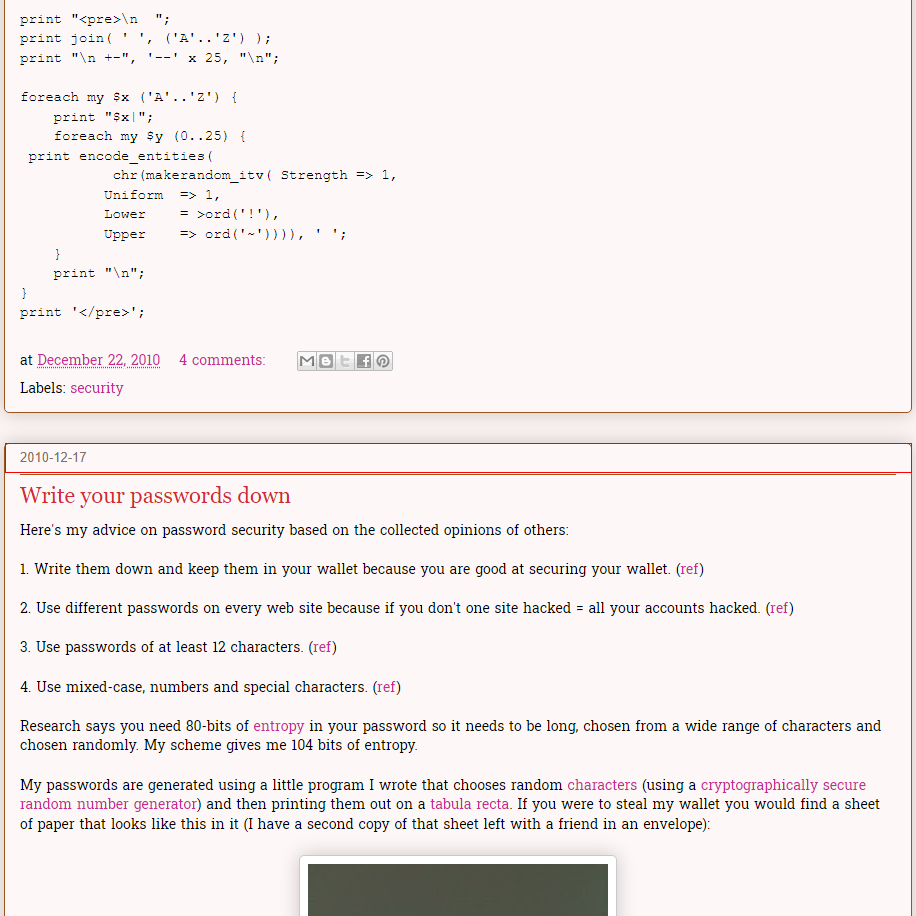 print "<pre>\n  ";
print join( ' ', ('A'..'Z') );
print "\n +-", '--' x 25, "\n";
foreach my $x ('A'..'Z') {
    print "$x|";
    foreach my $y (0..25) {
 print encode_entities(
           chr(makerandom_itv( Strength => 1,
          Uniform  => 1,
          Lower    = >ord('!'),
          Upper    => ord('~')))), ' ';
    }
    print "\n";
}
print '</pre>';
at December 22, 2010 4 comments:
Labels: security
2010-12-17
Write your passwords down
Here's my advice on password security based on the collected opinions of others:
1. Write them down and keep them in your wallet because you are good at securing your wallet. (ref)
2. Use different passwords on every web site because if you don't one site hacked = all your accounts hacked. (ref)
3. Use passwords of at least 12 characters. (ref)
4. Use mixed-case, numbers and special characters. (ref)
Research says you need 80-bits of entropy in your password so it needs to be long, chosen from a wide range of characters and
chosen randomly. My scheme gives me 104 bits of entropy.
My passwords are generated using a little program I wrote that chooses random characters (using a cryptographically secure
random number generator) and then printing them out on a tabula recta. If you were to steal my wallet you would find a sheet
of paper that looks like this in it (I have a second copy of that sheet left with a friend in an envelope):